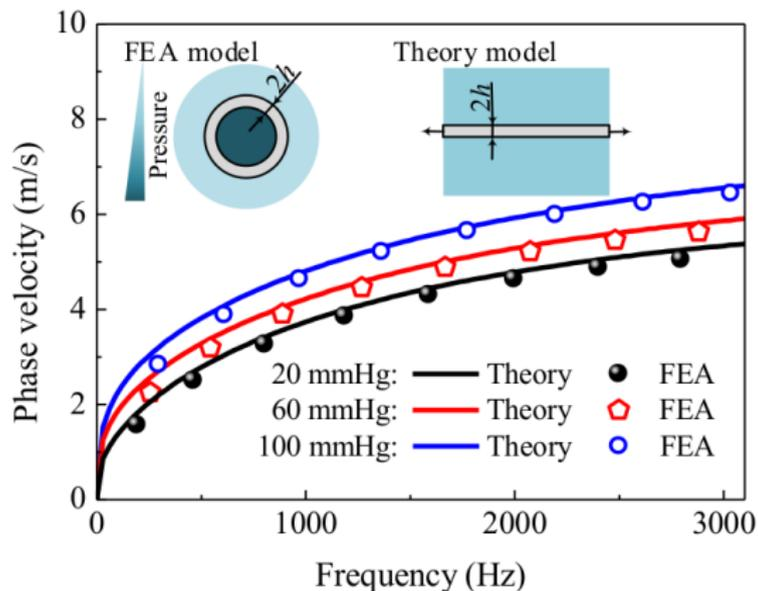 10
FEA model
Theory model
2h
2h
Pressure
8
6
4
2
0
Phase velocity (m/s)
20 mmHg: Theory FEA
60 mmHg: Theory FEA
100 mmHg: Theory FEA
0 1000 2000 3000
Frequency (Hz)